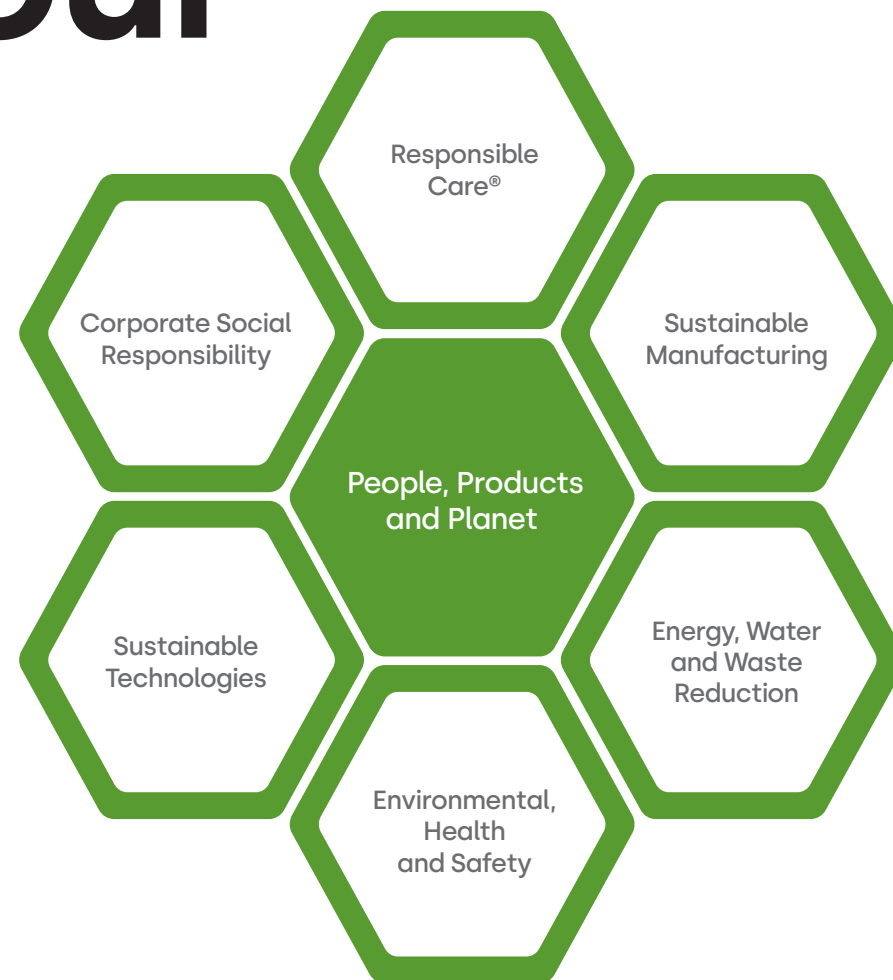 Responsible
Care®
Corporate Social
Responsibility
Sustainable
Manufacturing
People, Products
and Planet
Sustainable
Technologies
Energy, Water
and Waste
Reduction
Environmental,
Health
and Safety